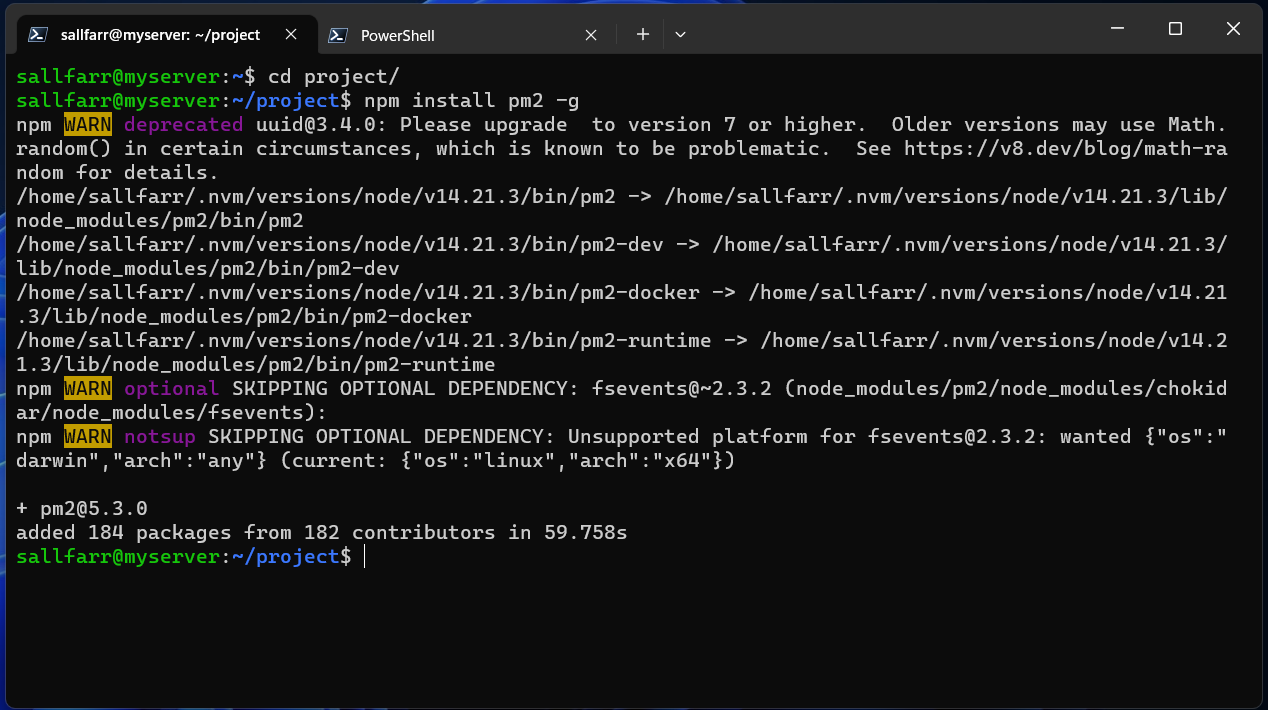 sallfarr@myserver: ~/project
PowerShell
sallfarr@myserver:~$ cd project/
sallfarr@myserver:~/project$ npm install pm2 -g
npm WARN deprecated uuid@3.4.0: Please upgrade  to version 7 or higher.  Older versions may use Math.
random() in certain circumstances, which is known to be problematic.  See https://v8.dev/blog/math-ra
ndom for details.
/home/sallfarr/.nvm/versions/node/v14.21.3/bin/pm2 -> /home/sallfarr/.nvm/versions/node/v14.21.3/lib/
node_modules/pm2/bin/pm2
/home/sallfarr/.nvm/versions/node/v14.21.3/bin/pm2-dev -> /home/sallfarr/.nvm/versions/node/v14.21.3/
lib/node_modules/pm2/bin/pm2-dev
/home/sallfarr/.nvm/versions/node/v14.21.3/bin/pm2-docker -> /home/sallfarr/.nvm/versions/node/v14.21
.3/lib/node_modules/pm2/bin/pm2-docker
/home/sallfarr/.nvm/versions/node/v14.21.3/bin/pm2-runtime -> /home/sallfarr/.nvm/versions/node/v14.2
1.3/lib/node_modules/pm2/bin/pm2-runtime
npm WARN optional SKIPPING OPTIONAL DEPENDENCY: fsevents@~2.3.2 (node_modules/pm2/node_modules/chokid
ar/node_modules/fsevents):
npm WARN notsup SKIPPING OPTIONAL DEPENDENCY: Unsupported platform for fsevents@2.3.2: wanted {"os":"
darwin","arch":"any"} (current: {"os":"linux","arch":"x64"})
+ pm2@5.3.0
added 184 packages from 182 contributors in 59.758s
sallfarr@myserver:~/project$